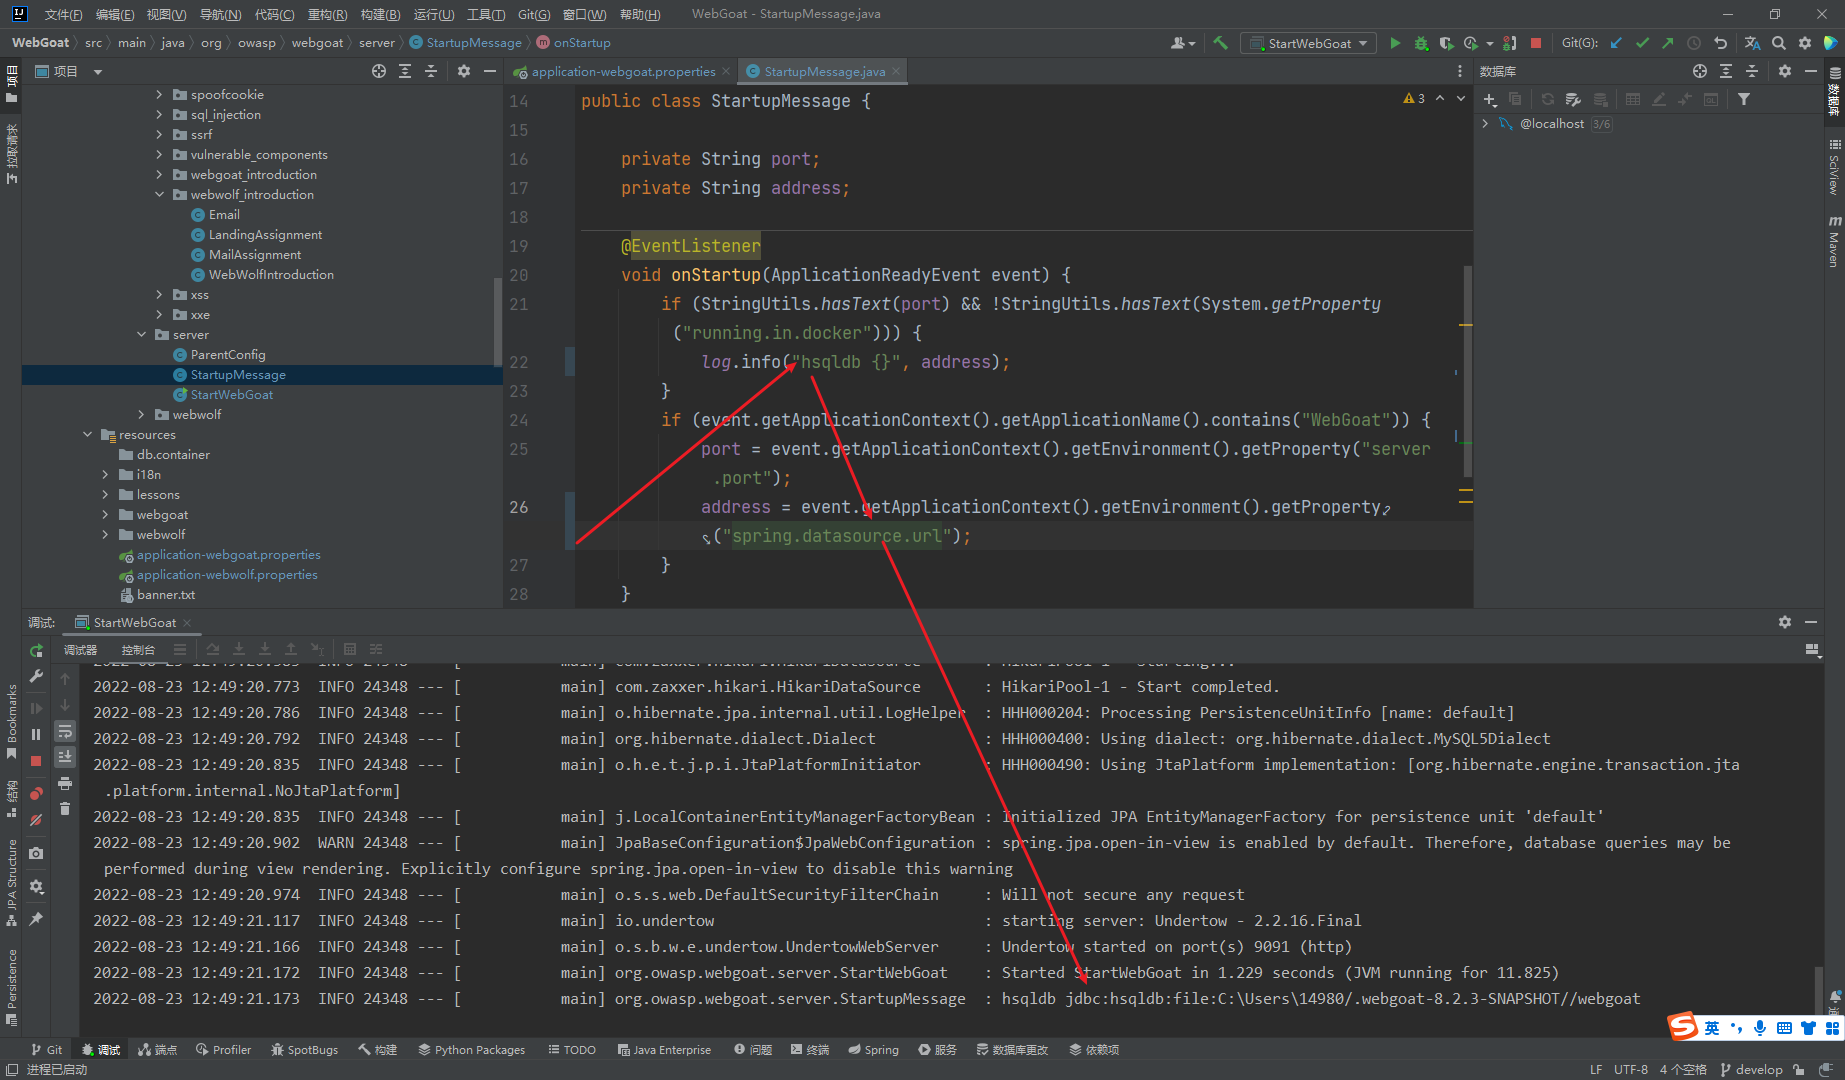 文件(F) 编辑(E) 视图(V) 导航(N) 代码(C) 重构(R) 构建(B) 运行(U) 工具(T) Git(G) 窗口(W) 帮助(H) WebGoat - StartupMessage.java
WebGoat src main java org owasp webgoat server StartupMessage onStartup
StartWebGoat Git(G):
项目
application-webgoat.properties
StartupMessage.java
数据库
项目
拉取请求
spoofcookie
sql_injection
ssrf
vulnerable_components
webgoat_introduction
webwolf_introduction
Email
LandingAssignment
MailAssignment
WebWolfIntroduction
xss
xxe
server
ParentConfig
StartupMessage
StartWebGoat
webwolf
resources
db.container
i18n
lessons
webgoat
webwolf
application-webgoat.properties
application-webwolf.properties
banner.txt
14 public class StartupMessage {
15
16 private String port;
17 private String address;
18
19 @EventListener
20 void onStartup(ApplicationReadyEvent event) {
21 if (StringUtils.hasText(port) && !StringUtils.hasText(System.getProperty
("running.in.docker"))) {
22 log.info("hsqldb {}", address);
23 }
24 if (event.getApplicationContext().getApplicationName().contains("WebGoat")) {
25 port = event.getApplicationContext().getEnvironment().getProperty("server
.port");
26 address = event.getApplicationContext().getEnvironment().getProperty
("spring.datasource.url");
27 }
28 }
3
@localhost 3/6
数据库
SciView
Maven
调试: StartWebGoat
调试器 控制台
2022-08-23 12:49:20.773 INFO 24348 --- [ main] com.zaxxer.hikari.HikariDataSource : HikariPool-1 - Start completed.
2022-08-23 12:49:20.786 INFO 24348 --- [ main] o.hibernate.jpa.internal.util.LogHelper : HHH000204: Processing PersistenceUnitInfo [name: default]
2022-08-23 12:49:20.792 INFO 24348 --- [ main] org.hibernate.dialect.Dialect : HHH000400: Using dialect: org.hibernate.dialect.MySQL5Dialect
2022-08-23 12:49:20.835 INFO 24348 --- [ main] o.h.e.t.j.p.i.JtaPlatformInitiator : HHH000490: Using JtaPlatform implementation: [org.hibernate.engine.transaction.jta
.platform.internal.NoJtaPlatform]
2022-08-23 12:49:20.835 INFO 24348 --- [ main] j.LocalContainerEntityManagerFactoryBean : Initialized JPA EntityManagerFactory for persistence unit 'default'
2022-08-23 12:49:20.902 WARN 24348 --- [ main] JpaBaseConfiguration$JpaWebConfiguration : spring.jpa.open-in-view is enabled by default. Therefore, database queries may be
performed during view rendering. Explicitly configure spring.jpa.open-in-view to disable this warning
2022-08-23 12:49:20.974 INFO 24348 --- [ main] o.s.s.web.DefaultSecurityFilterChain : Will not secure any request
2022-08-23 12:49:21.117 INFO 24348 --- [ main] io.undertow : starting server: Undertow - 2.2.16.Final
2022-08-23 12:49:21.166 INFO 24348 --- [ main] o.s.b.w.e.undertow.UndertowWebServer : Undertow started on port(s) 9091 (http)
2022-08-23 12:49:21.172 INFO 24348 --- [ main] org.owasp.webgoat.server.StartWebGoat : Started StartWebGoat in 1.229 seconds (JVM running for 11.825)
2022-08-23 12:49:21.173 INFO 24348 --- [ main] org.owasp.webgoat.server.StartupMessage : hsqldb jdbc:hsqldb:file:C:\Users\14980/.webgoat-8.2.3-SNAPSHOT//webgoat
Bookmarks
结构
JPA Structure
Persistence
英
Git 调试 端点 Profiler SpotBugs 构建 Python Packages TODO Java Enterprise 问题 终端 Spring 服务 数据库更改 依赖项
进程已启动 LF UTF-8 4 个空格 develop